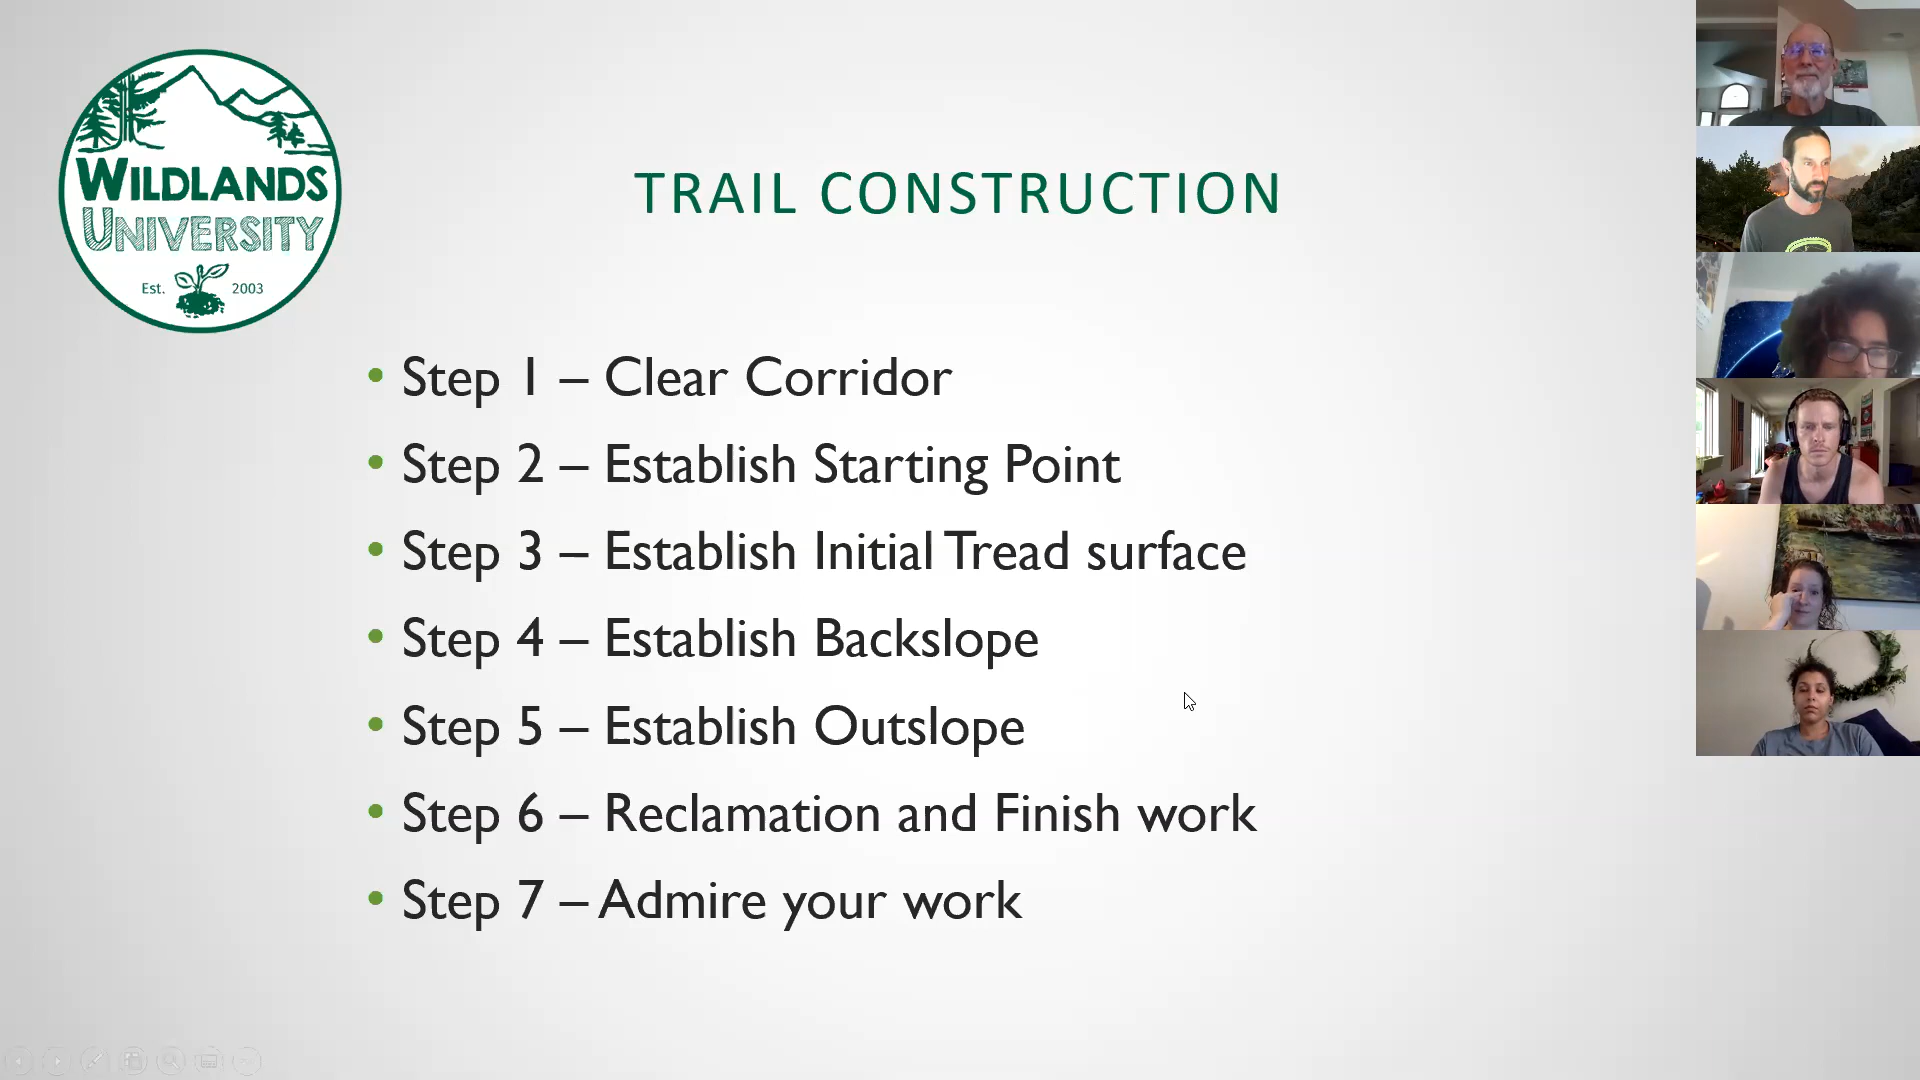 WILDLANDS
UNIVERSITY
Est. 2003
TRAIL CONSTRUCTION
• Step 1 – Clear Corridor
• Step 2 – Establish Starting Point
• Step 3 – Establish Initial Tread surface
• Step 4 – Establish Backslope
• Step 5 – Establish Outslope
• Step 6 – Reclamation and Finish work
• Step 7 – Admire your work